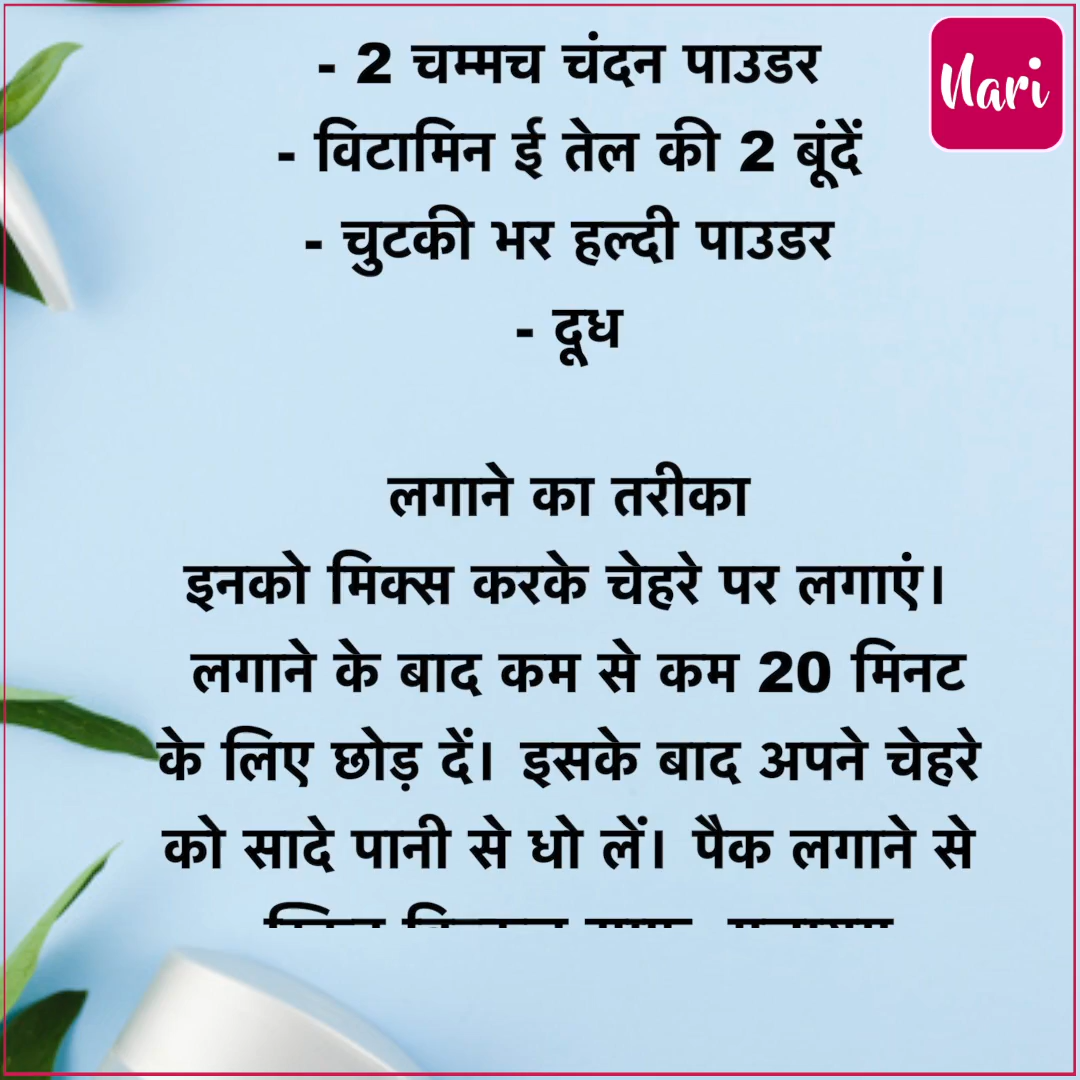 - 2 चम्मच चंदन पाउडर
Nari
- विटामिन ई तेल की 2 बूंदें
- चुटकी भर हल्दी पाउडर
- दूध
लगाने का तरीका
इनको मिक्स करके चेहरे पर लगाएं।
लगाने के बाद कम से कम 20 मिनट
के लिए छोड़ दें। इसके बाद अपने चेहरे
को सादे पानी से धो लें। पैक लगाने से